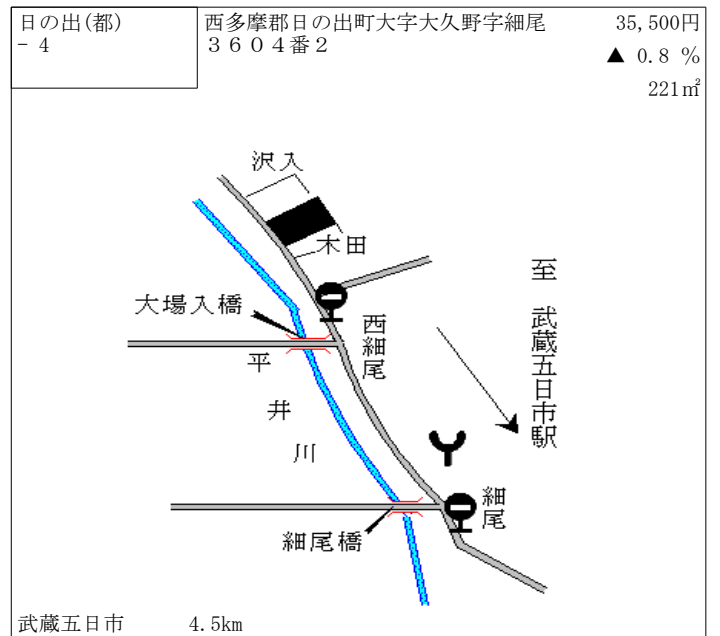 日の出(都)
- 4
西多摩郡日の出町大字大久野字細尾
３６０４番２
35,500円
▲ 0.8 %
221㎡
沢入
木田
大場入橋
西細尾
平井川
至 武蔵五日市駅
細尾
細尾橋
武蔵五日市 4.5km